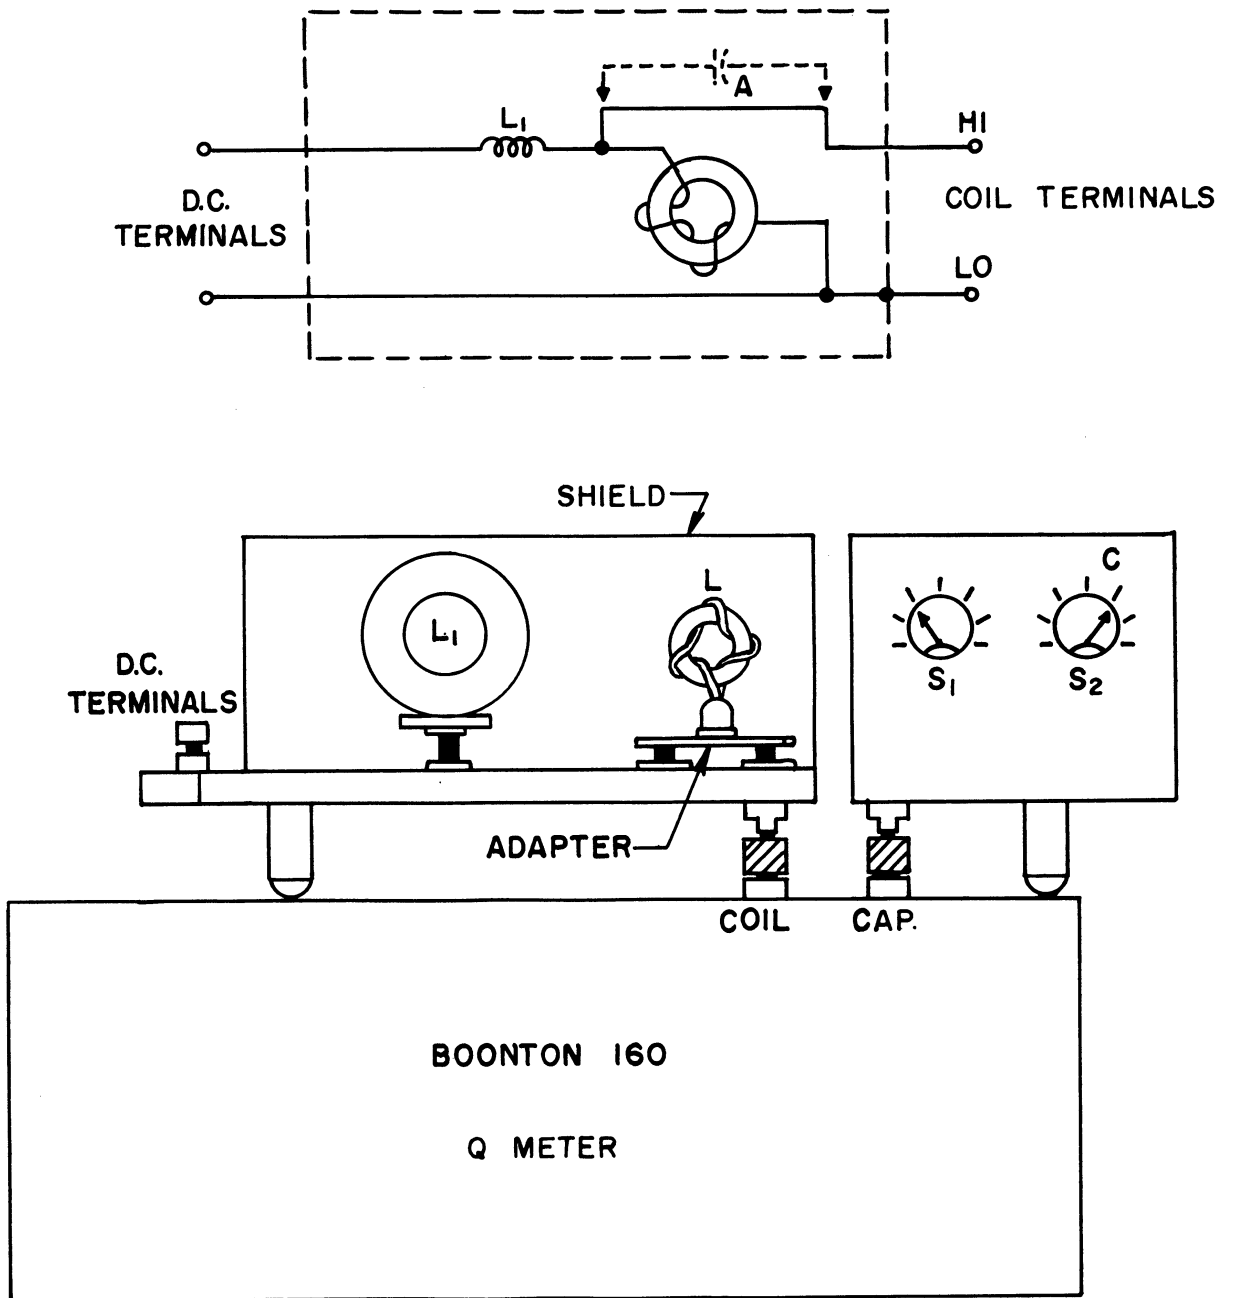 A
L1
HI
D.C.
TERMINALS
COIL TERMINALS
LO
SHIELD
C
L
L1
S1
S2
D.C.
TERMINALS
ADAPTER
COIL
CAP.
BOONTON 160
Q METER